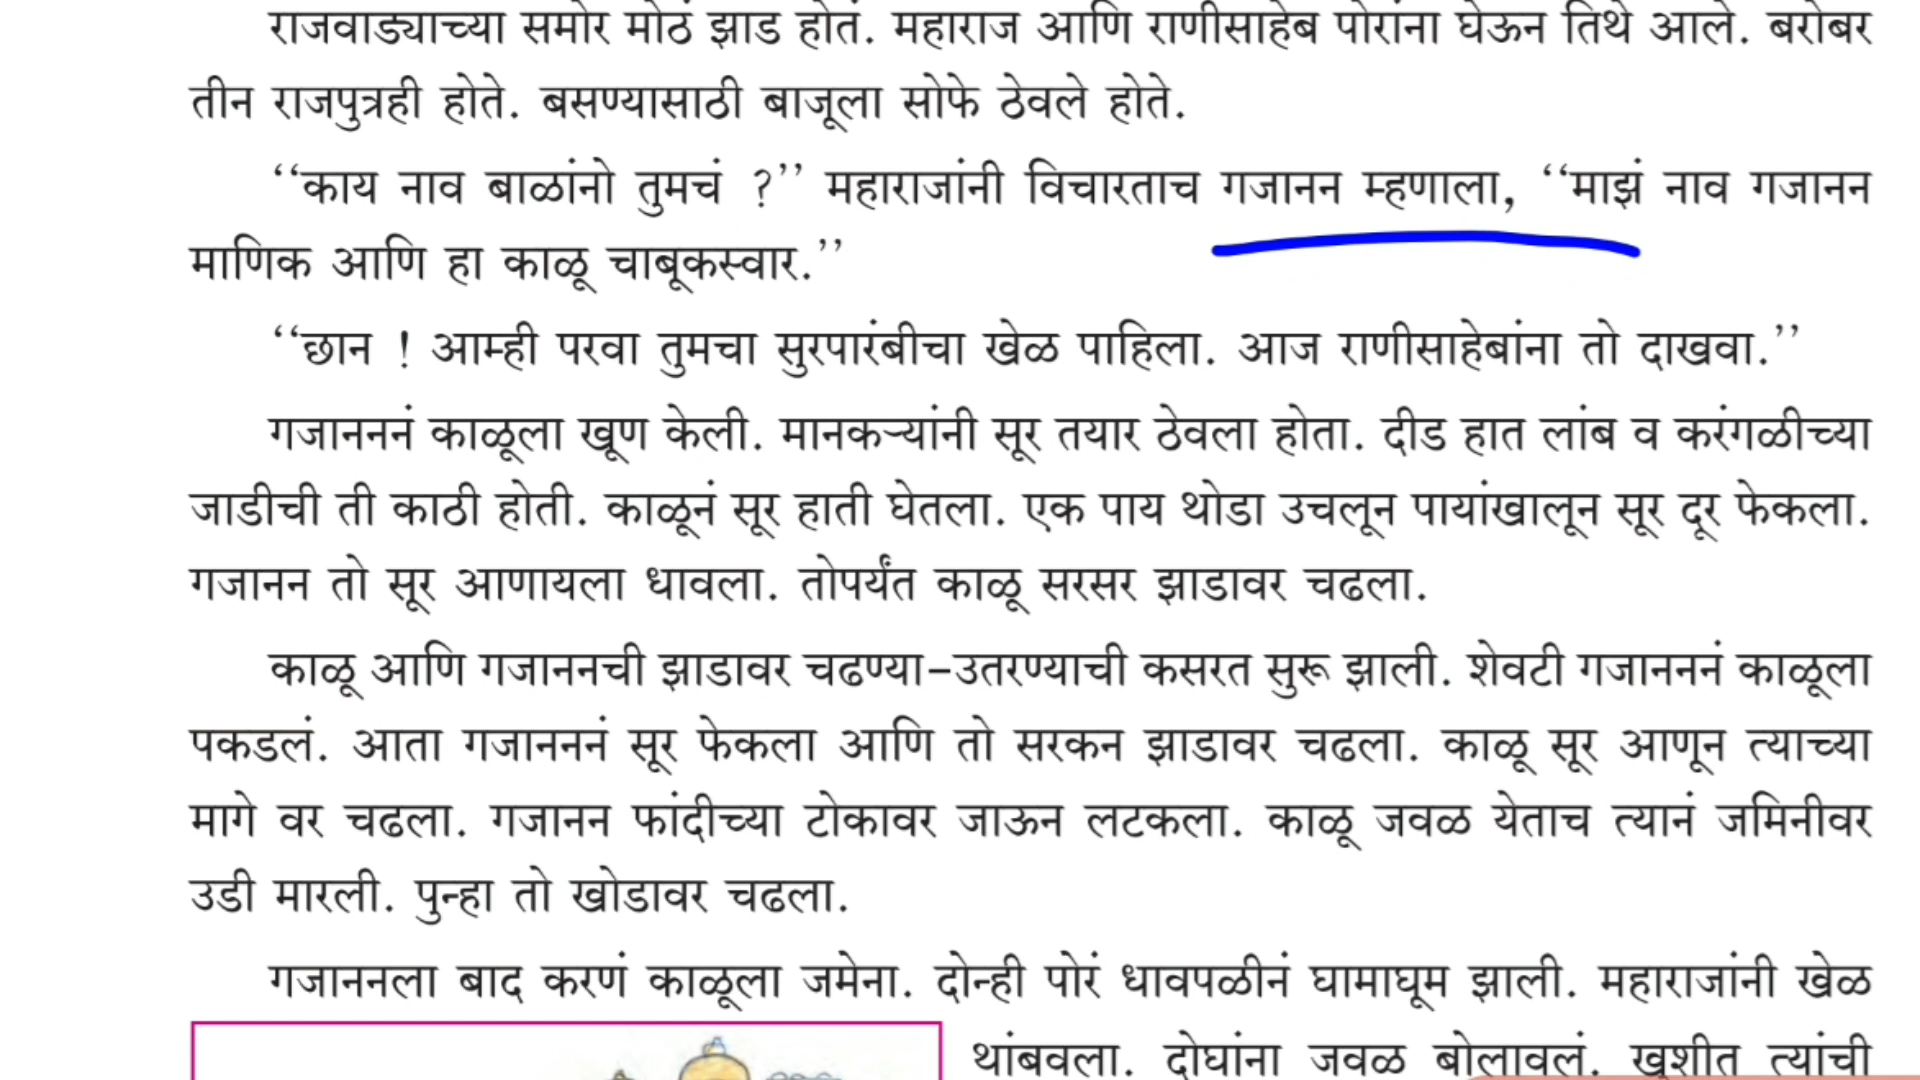 राजवाड्याच्या समोर मोठं झाड होतं. महाराज आणि राणीसाहेब पोरांना घेऊन तिथे आले. बरोबर
तीन राजपुत्रही होते. बसण्यासाठी बाजूला सोफे ठेवले होते.
‘‘काय नाव बाळांनो तुमचं ?’’ महाराजांनी विचारताच गजानन म्हणाला, ‘‘माझं नाव गजानन
माणिक आणि हा काळू चाबूकस्वार.’’
‘‘छान ! आम्ही परवा तुमचा सुरपारंबीचा खेळ पाहिला. आज राणीसाहेबांना तो दाखवा.’’
गजाननानं काळूला खूण केली. मानकऱ्यांनी सूर तयार ठेवला होता. दीड हात लांब व करंगळीच्या
जाडीची ती काठी होती. काळूनं सूर हाती घेतला. एक पाय थोडा उचलून पायांखालून सूर दूर फेकला.
गजानन तो सूर आणायला धावला. तोपर्यंत काळू सरसर झाडावर चढला.
काळू आणि गजाननची झाडावर चढण्या-उतरण्याची कसरत सुरू झाली. शेवटी गजाननानं काळूला
पकडलं. आता गजाननानं सूर फेकला आणि तो सरकन झाडावर चढला. काळू सूर आणून त्याच्या
मागे वर चढला. गजानन फांदीच्या टोकावर जाऊन लटकला. काळू जवळ येताच त्यानं जमिनीवर
उडी मारली. पुन्हा तो खोडावर चढला.
गजाननला बाद करणं काळूला जमेना. दोन्ही पोरं धावपळीनं घामाघूम झाली. महाराजांनी खेळ
थांबवला. दोघांना जवळ बोलावलं. खुशीत त्यांची